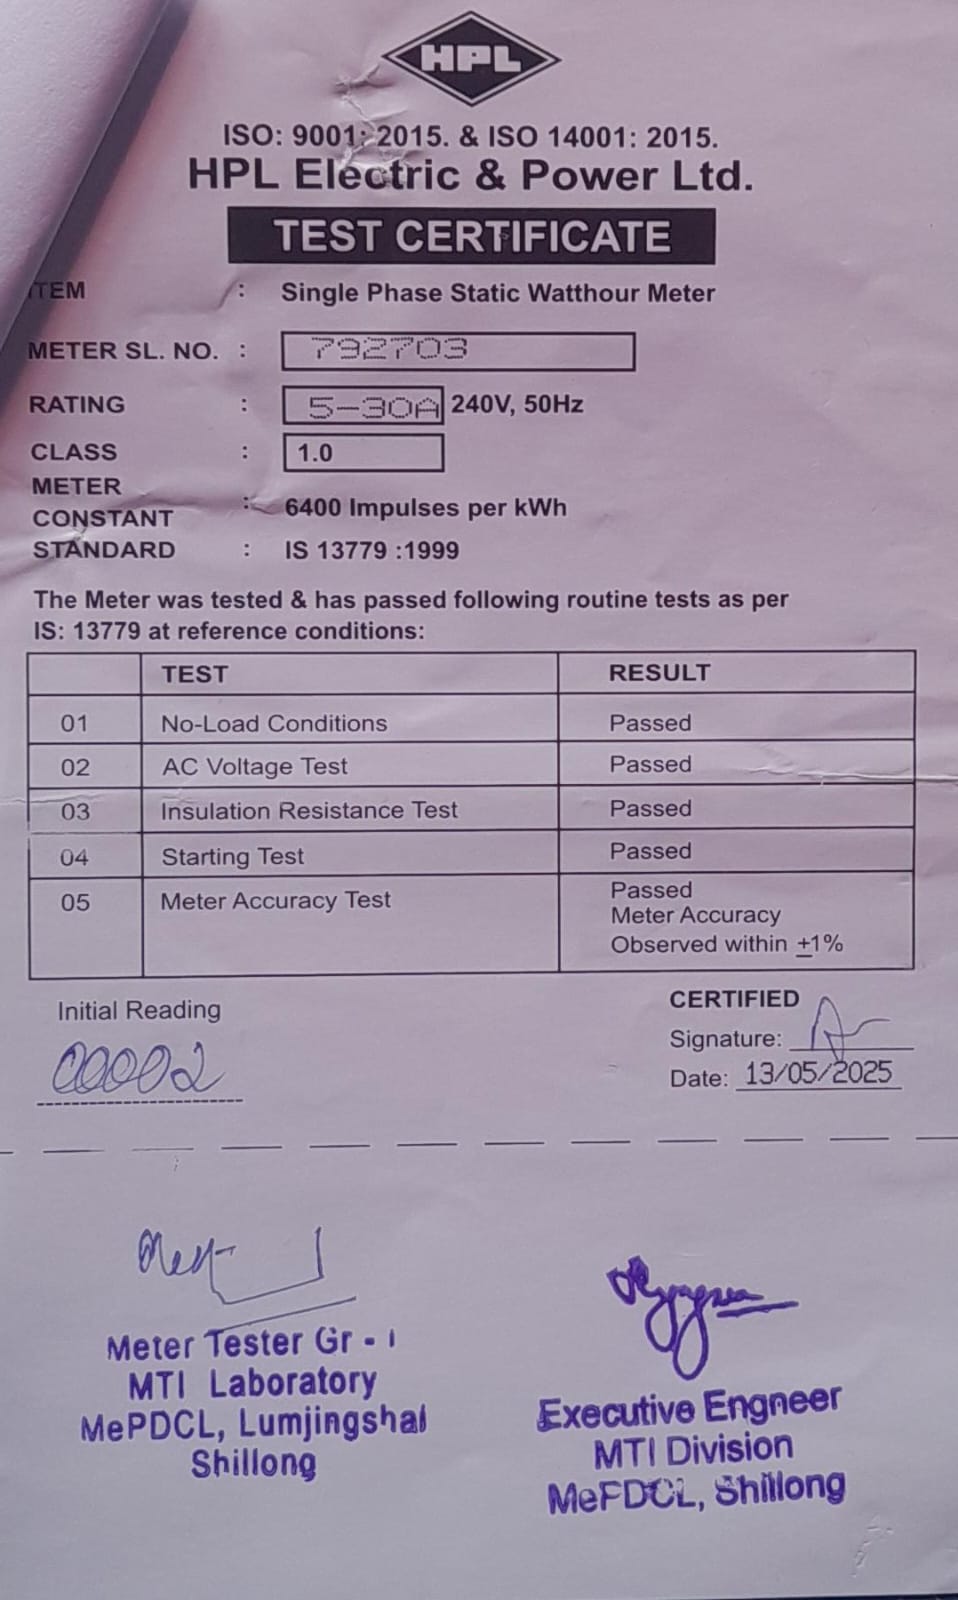 HPL
ISO: 9001: 2015. & ISO 14001: 2015.
HPL Electric & Power Ltd.
TEST CERTIFICATE
ITEM : Single Phase Static Watthour Meter
METER SL. NO. : 792703
RATING : 5-30A 240V, 50Hz
CLASS : 1.0
METER
CONSTANT : 6400 Impulses per kWh
STANDARD : IS 13779 :1999
The Meter was tested & has passed following routine tests as per
IS: 13779 at reference conditions:
TEST RESULT
01 No-Load Conditions Passed
02 AC Voltage Test Passed
03 Insulation Resistance Test Passed
04 Starting Test Passed
05 Meter Accuracy Test Passed
Meter Accuracy
Observed within ±1%
Initial Reading
00002
CERTIFIED
Signature:
Date: 13/05/2025
Meter Tester Gr - I
MTI Laboratory
MePDCL, Lumjingshai
Shillong
Executive Engneer
MTI Division
MePDCL, Shillong